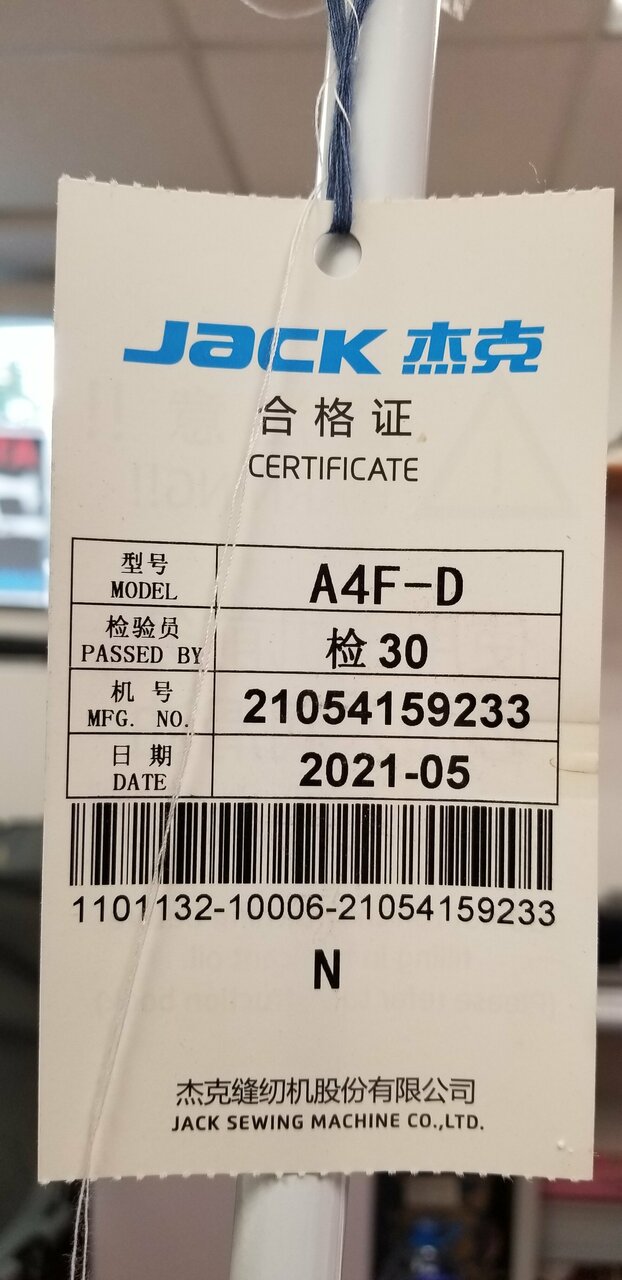 JACK 杰克
合格证
CERTIFICATE
型号
MODEL
A4F-D
检验员
PASSED BY
检 30
机 号
MFG. NO.
21054159233
日 期
DATE
2021-05
1101132-10006-21054159233
N
杰克缝纫机股份有限公司
JACK SEWING MACHINE CO.,LTD.